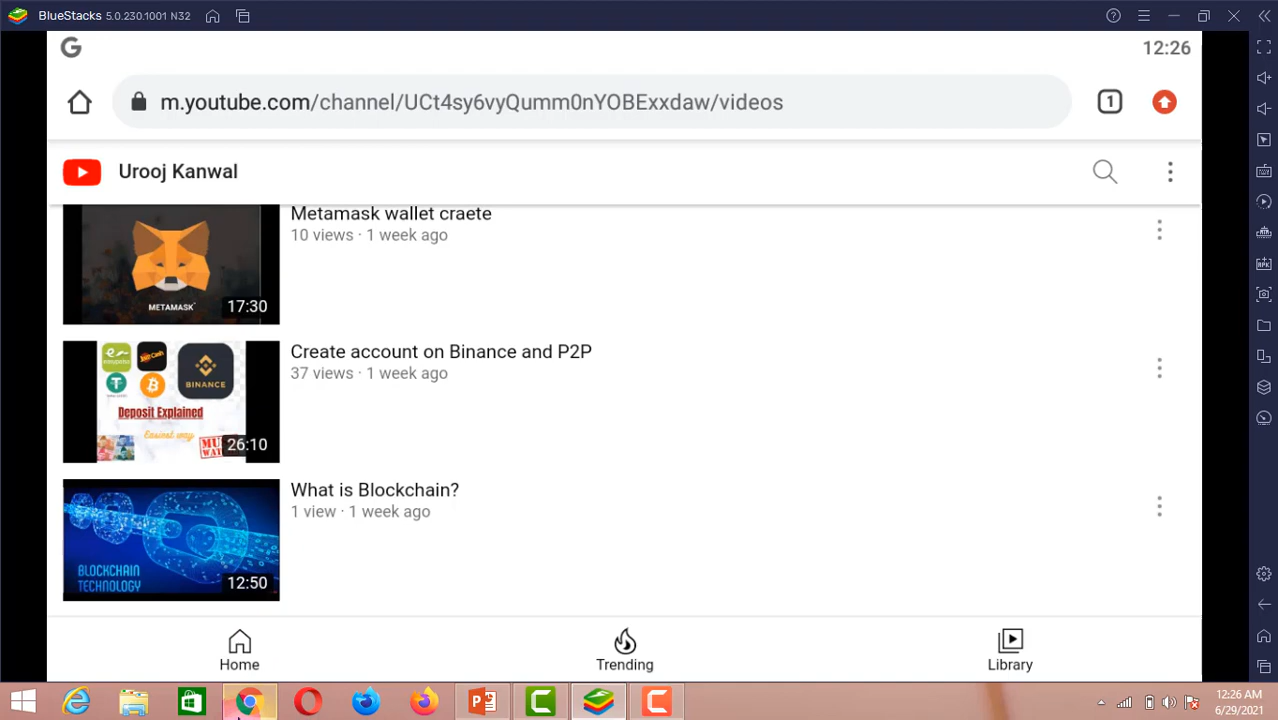 BlueStacks 5.0.230.1001 N32
12:26
m.youtube.com/channel/UCt4sy6vyQumm0nYOBExxdaw/videos
1
Urooj Kanwal
Metamask wallet craete
10 views · 1 week ago
METAMASK
17:30
Create account on Binance and P2P
37 views · 1 week ago
BINANCE
Deposit Explained
Easiest way
26:10
What is Blockchain?
1 view · 1 week ago
BLOCKCHAIN
TECHNOLOGY
12:50
Home
Trending
Library
12:26 AM
6/29/2021